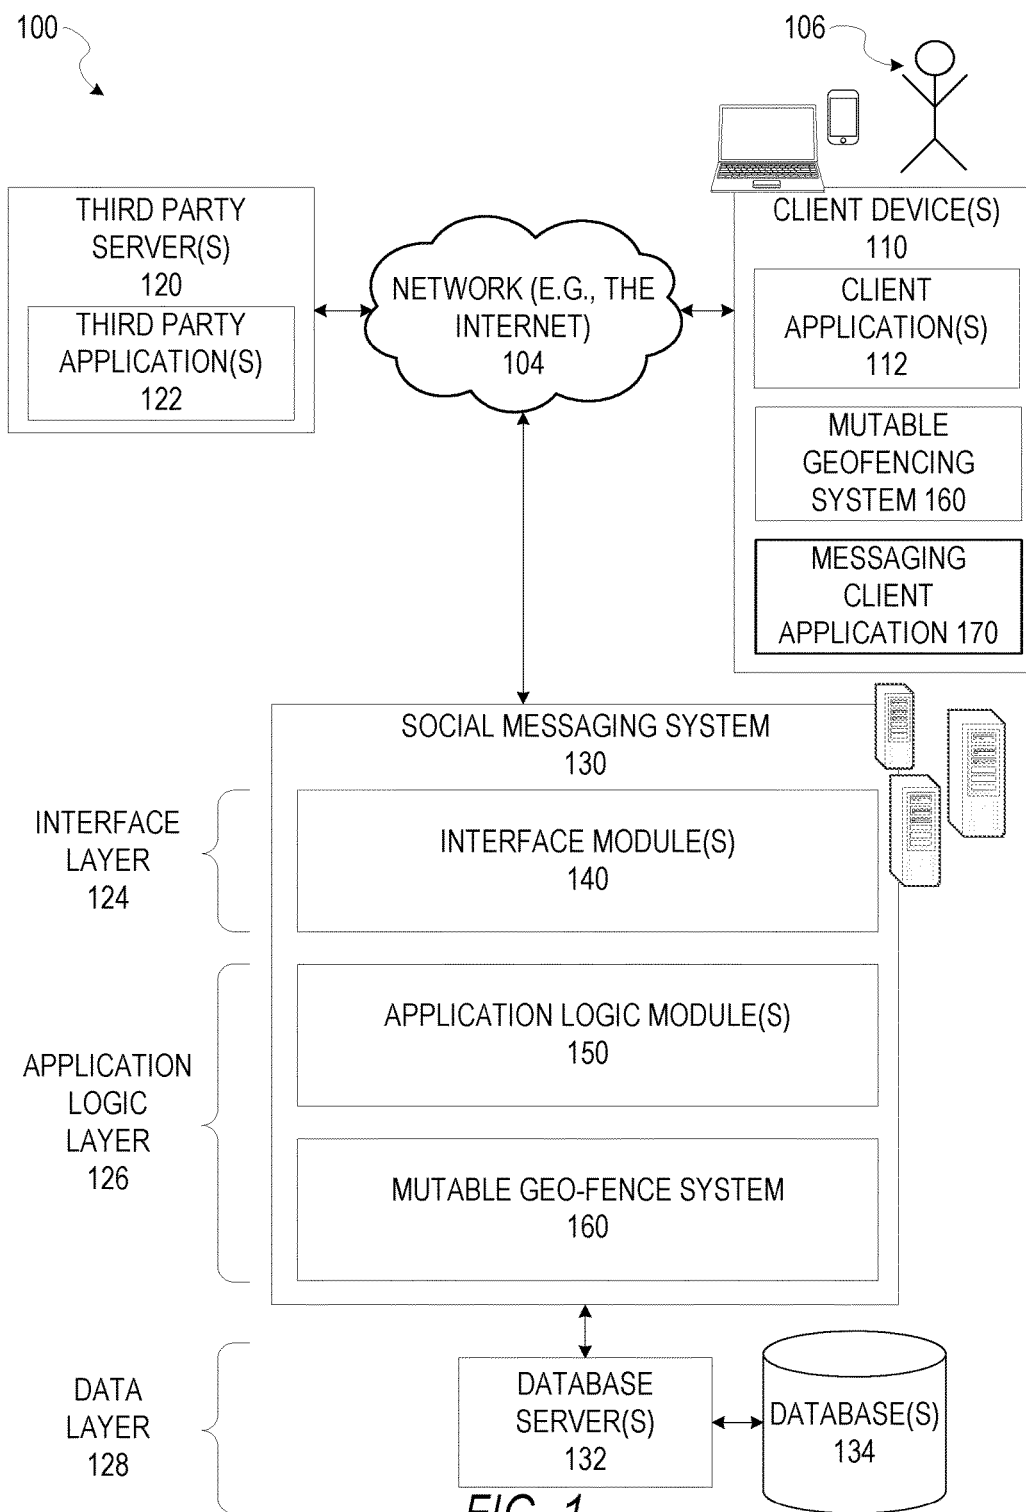 100
106
THIRD PARTY
SERVER(S)
120
THIRD PARTY
APPLICATION(S)
122
NETWORK (E.G., THE
INTERNET)
104
CLIENT DEVICE(S)
110
CLIENT
APPLICATION(S)
112
MUTABLE
GEOFENCING
SYSTEM 160
MESSAGING
CLIENT
APPLICATION 170
SOCIAL MESSAGING SYSTEM
130
INTERFACE
LAYER
124
INTERFACE MODULE(S)
140
APPLICATION
LOGIC
LAYER
126
APPLICATION LOGIC MODULE(S)
150
MUTABLE GEO-FENCE SYSTEM
160
DATA
LAYER
128
DATABASE
SERVER(S)
132
DATABASE(S)
134
FIG. 1